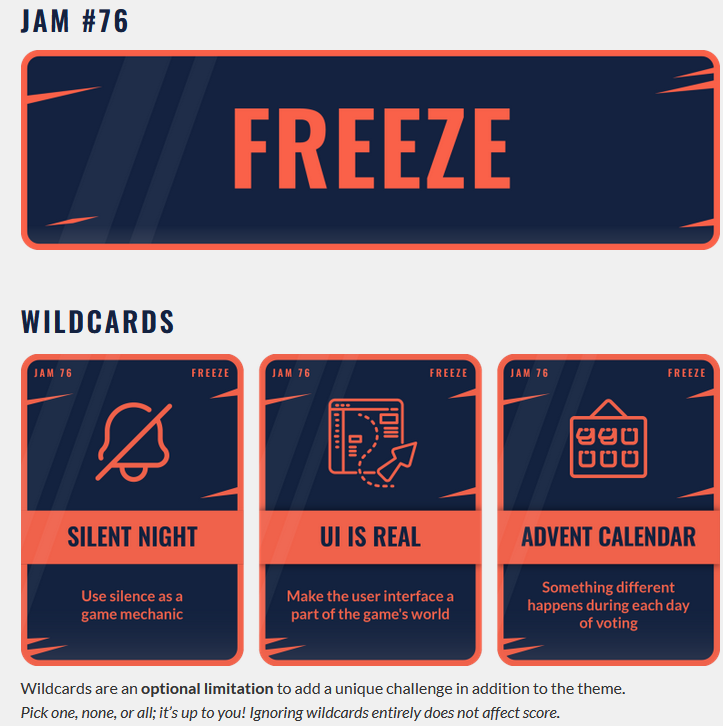 JAM #76
FREEZE
WILDCARDS
JAM 76
FREEZE
SILENT NIGHT
Use silence as a
game mechanic
JAM 76
FREEZE
UI IS REAL
Make the user interface a
part of the game's world
JAM 76
FREEZE
ADVENT CALENDAR
Something different
happens during each day
of voting
Wildcards are an optional limitation to add a unique challenge in addition to the theme.
Pick one, none, or all; it's up to you! Ignoring wildcards entirely does not affect score.